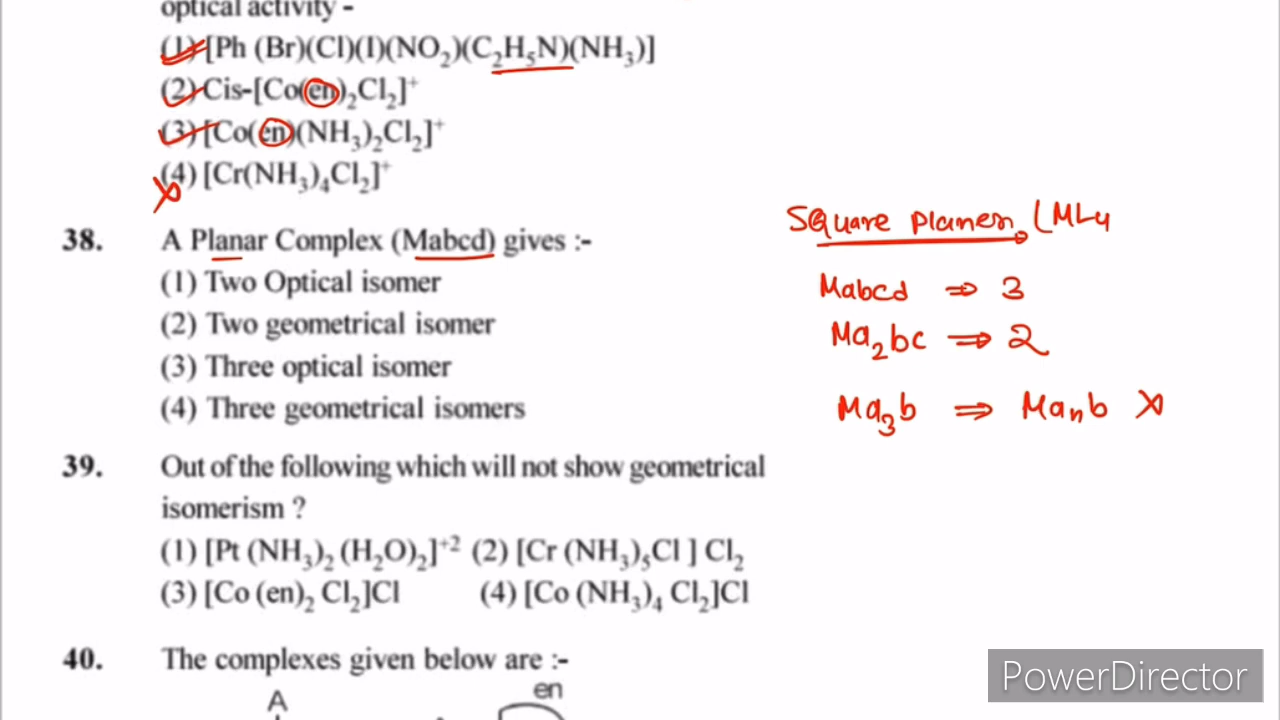 optical activity -
(1) [Ph (Br)(Cl)(I)(NO₂)(C₂H₅N)(NH₃)]
(2) Cis-[Co(en)₂Cl₂]⁺
(3) [Co(en)(NH₃)₂Cl₂]⁺
(4) [Cr(NH₃)₄Cl₂]⁺
38. A Planar Complex (Mabcd) gives :-
(1) Two Optical isomer
(2) Two geometrical isomer
(3) Three optical isomer
(4) Three geometrical isomers
Square planer (ML4
Mabcd ⇒ 3
Ma₂bc ⇒ 2
Ma₃b ⇒ Maₙb ×
39. Out of the following which will not show geometrical
isomerism ?
(1) [Pt (NH₃)₂ (H₂O)₂]⁺² (2) [Cr (NH₃)₅Cl ] Cl₂
(3) [Co (en)₂ Cl₂]Cl (4) [Co (NH₃)₄ Cl₂]Cl
40. The complexes given below are :-
A en
PowerDirector